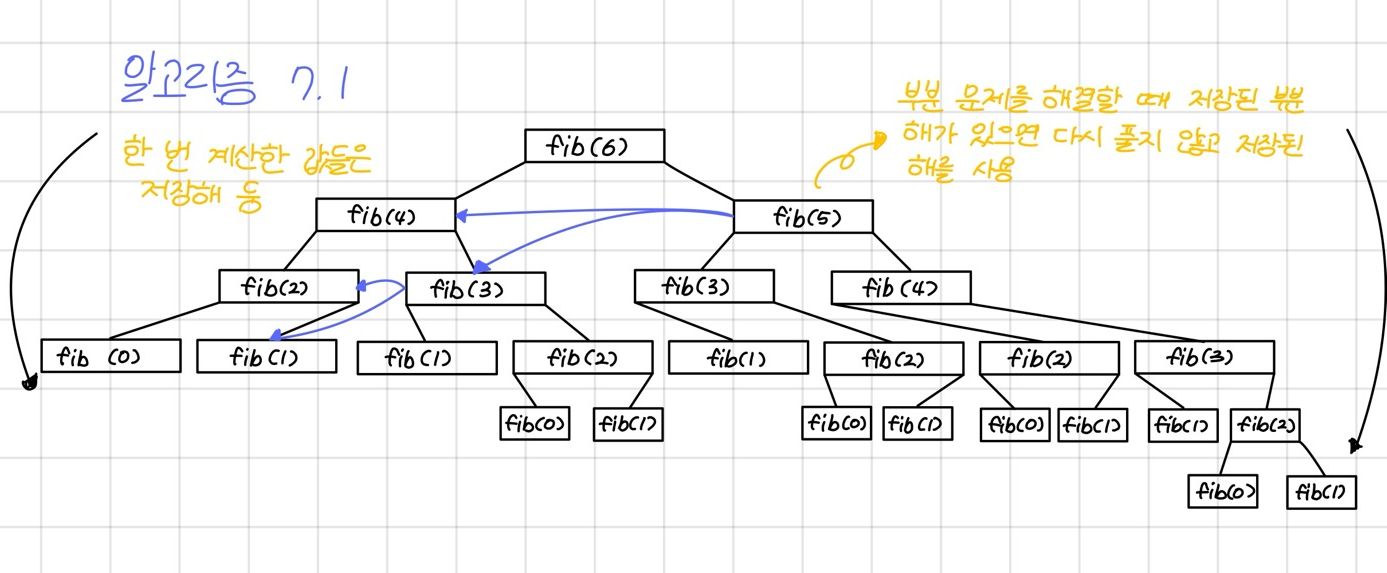 알고리즘 7.1
한 번 계산한 값들은
저장해 둠
부분 문제를 해결할 때 저장된 부분
해가 있으면 다시 풀지 않고 저장된
해를 사용
fib(6)
fib(4) fib(5)
fib(2) fib(3) fib(3) fib(4)
fib (0) fib(1) fib(1) fib(2) fib(1) fib(2) fib(2) fib(3)
fib(0) fib(1) fib(0) fib(1) fib(0) fib(1) fib(1) fib(2)
fib(0) fib(1)